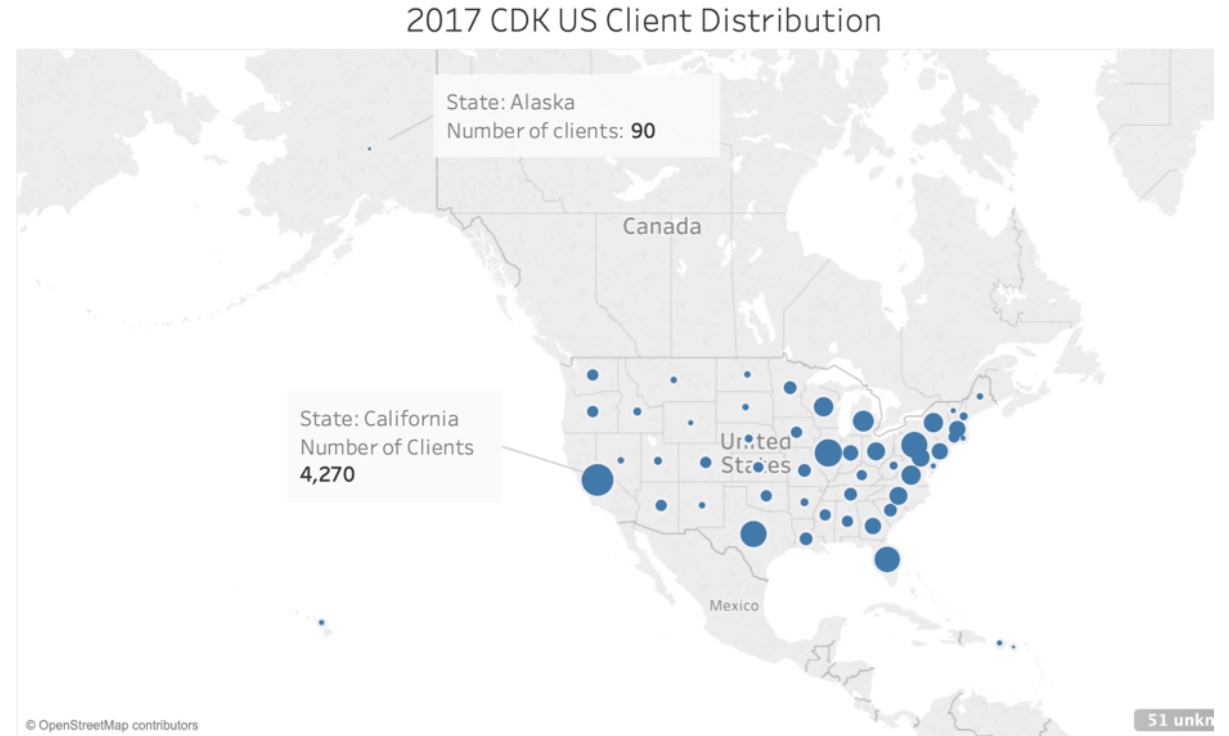 2017 CDK US Client Distribution
State: Alaska
Number of clients: 90
Canada
State: California
Number of Clients
4,270
United
States
Mexico
© OpenStreetMap contributors
51 unkn